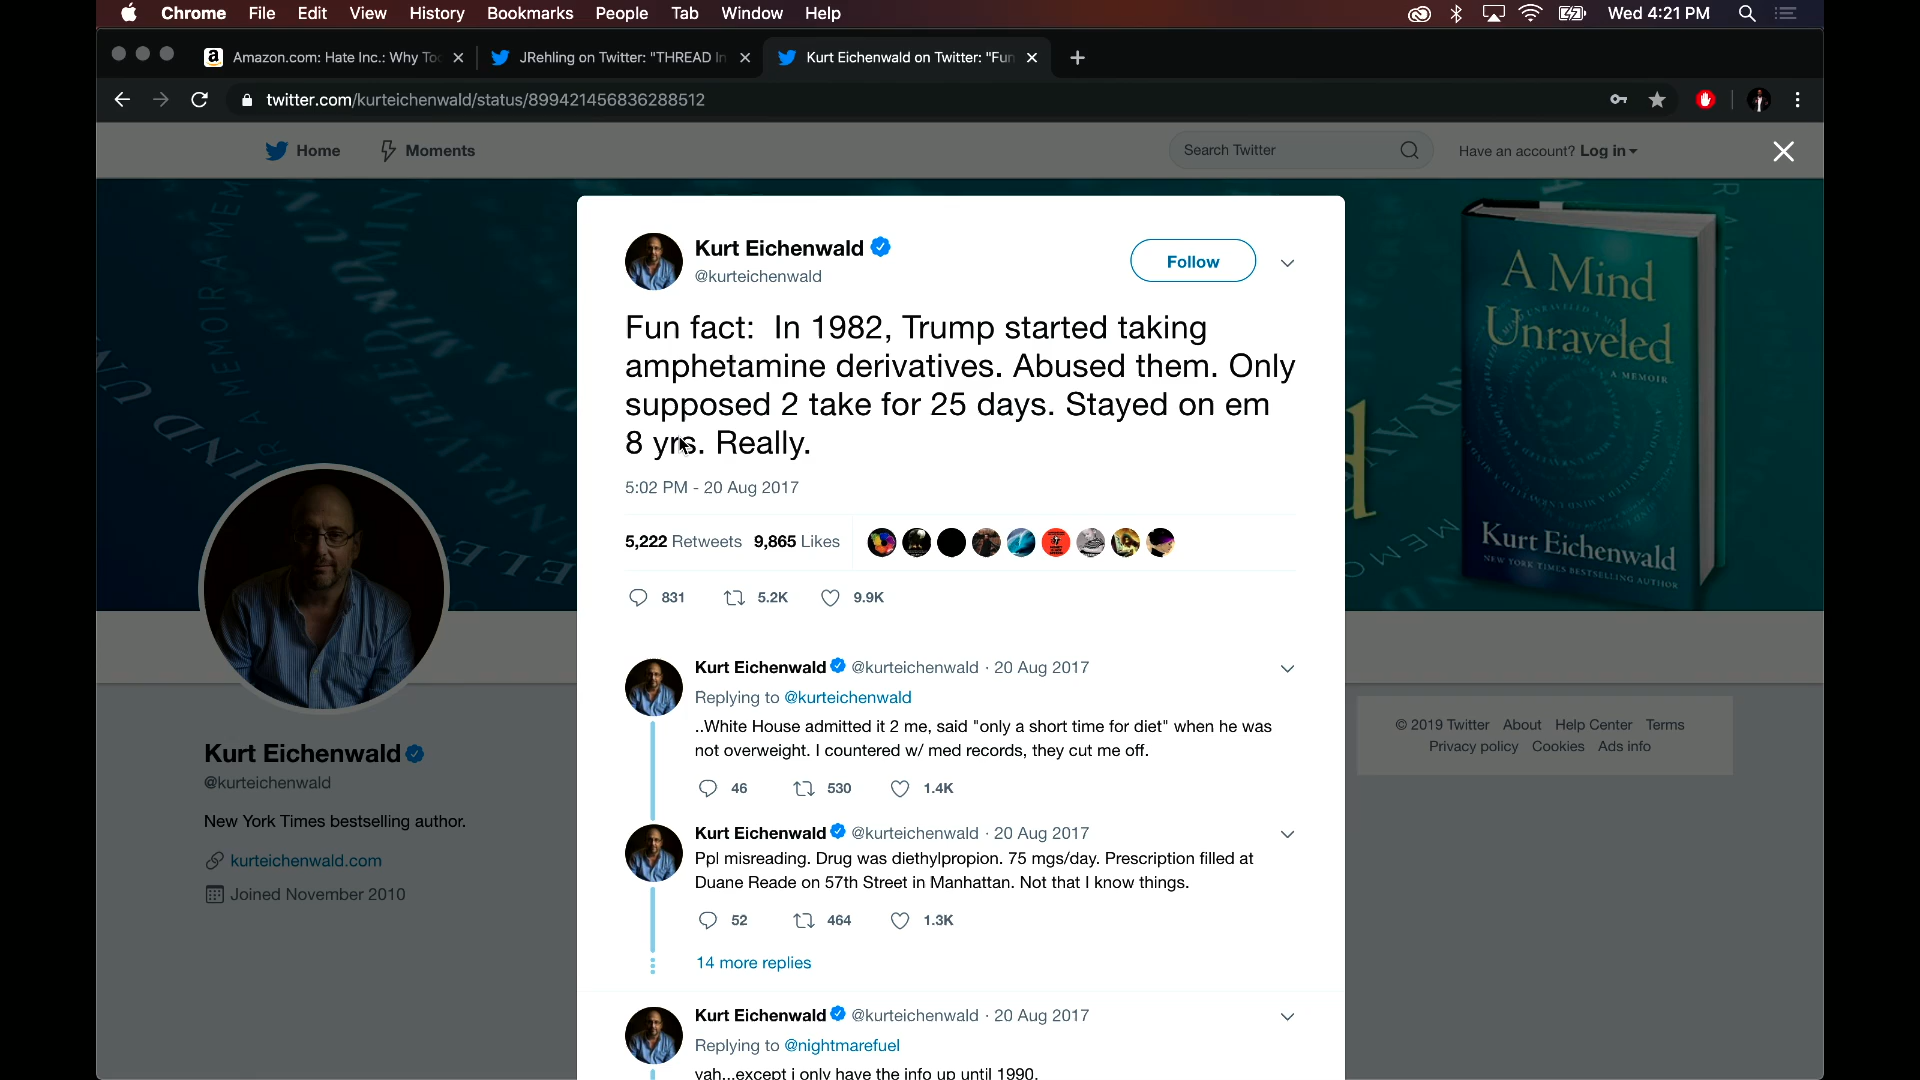 Chrome File Edit View History Bookmarks People Tab Window Help
Wed 4:21 PM
Amazon.com: Hate Inc.: Why
JRehling on Twitter: "THREAD
Kurt Eichenwald on Twitter: "Fun
twitter.com/kurteichenwald/status/899421456836288512
Home Moments
Search Twitter
Have an account? Log in
Kurt Eichenwald
@kurteichenwald
Follow
Fun fact: In 1982, Trump started taking
amphetamine derivatives. Abused them. Only
supposed 2 take for 25 days. Stayed on em
8 yrs. Really.
5:02 PM - 20 Aug 2017
5,222 Retweets 9,865 Likes
831 5.2K 9.9K
Kurt Eichenwald @kurteichenwald · 20 Aug 2017
Replying to @kurteichenwald
..White House admitted it 2 me, said "only a short time for diet" when he was
not overweight. I countered w/ med records, they cut me off.
46 530 1.4K
Kurt Eichenwald @kurteichenwald · 20 Aug 2017
Ppl misreading. Drug was diethylpropion. 75 mgs/day. Prescription filled at
Duane Reade on 57th Street in Manhattan. Not that I know things.
52 464 1.3K
14 more replies
Kurt Eichenwald @kurteichenwald · 20 Aug 2017
Replying to @nightmarefuel
yah...except i only have the info up until 1990.
Kurt Eichenwald
@kurteichenwald
New York Times bestselling author.
kurteichenwald.com
Joined November 2010
A Mind
Unraveled
A MEMOIR
Kurt Eichenwald
NEW YORK TIMES BESTSELLING AUTHOR
© 2019 Twitter About Help Center Terms
Privacy policy Cookies Ads info